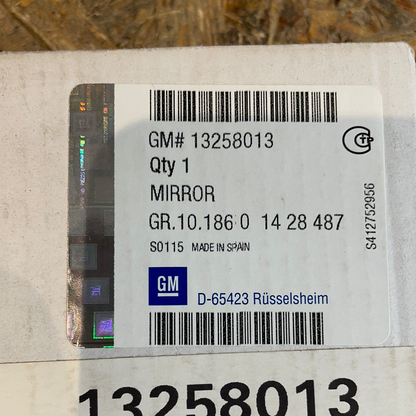 GM# 13258013
Qty 1
MIRROR
GR.10.186 0 14 28 487
S0115 MADE IN SPAIN
GM
D-65423 Rüsselsheim
S412752956
13258013